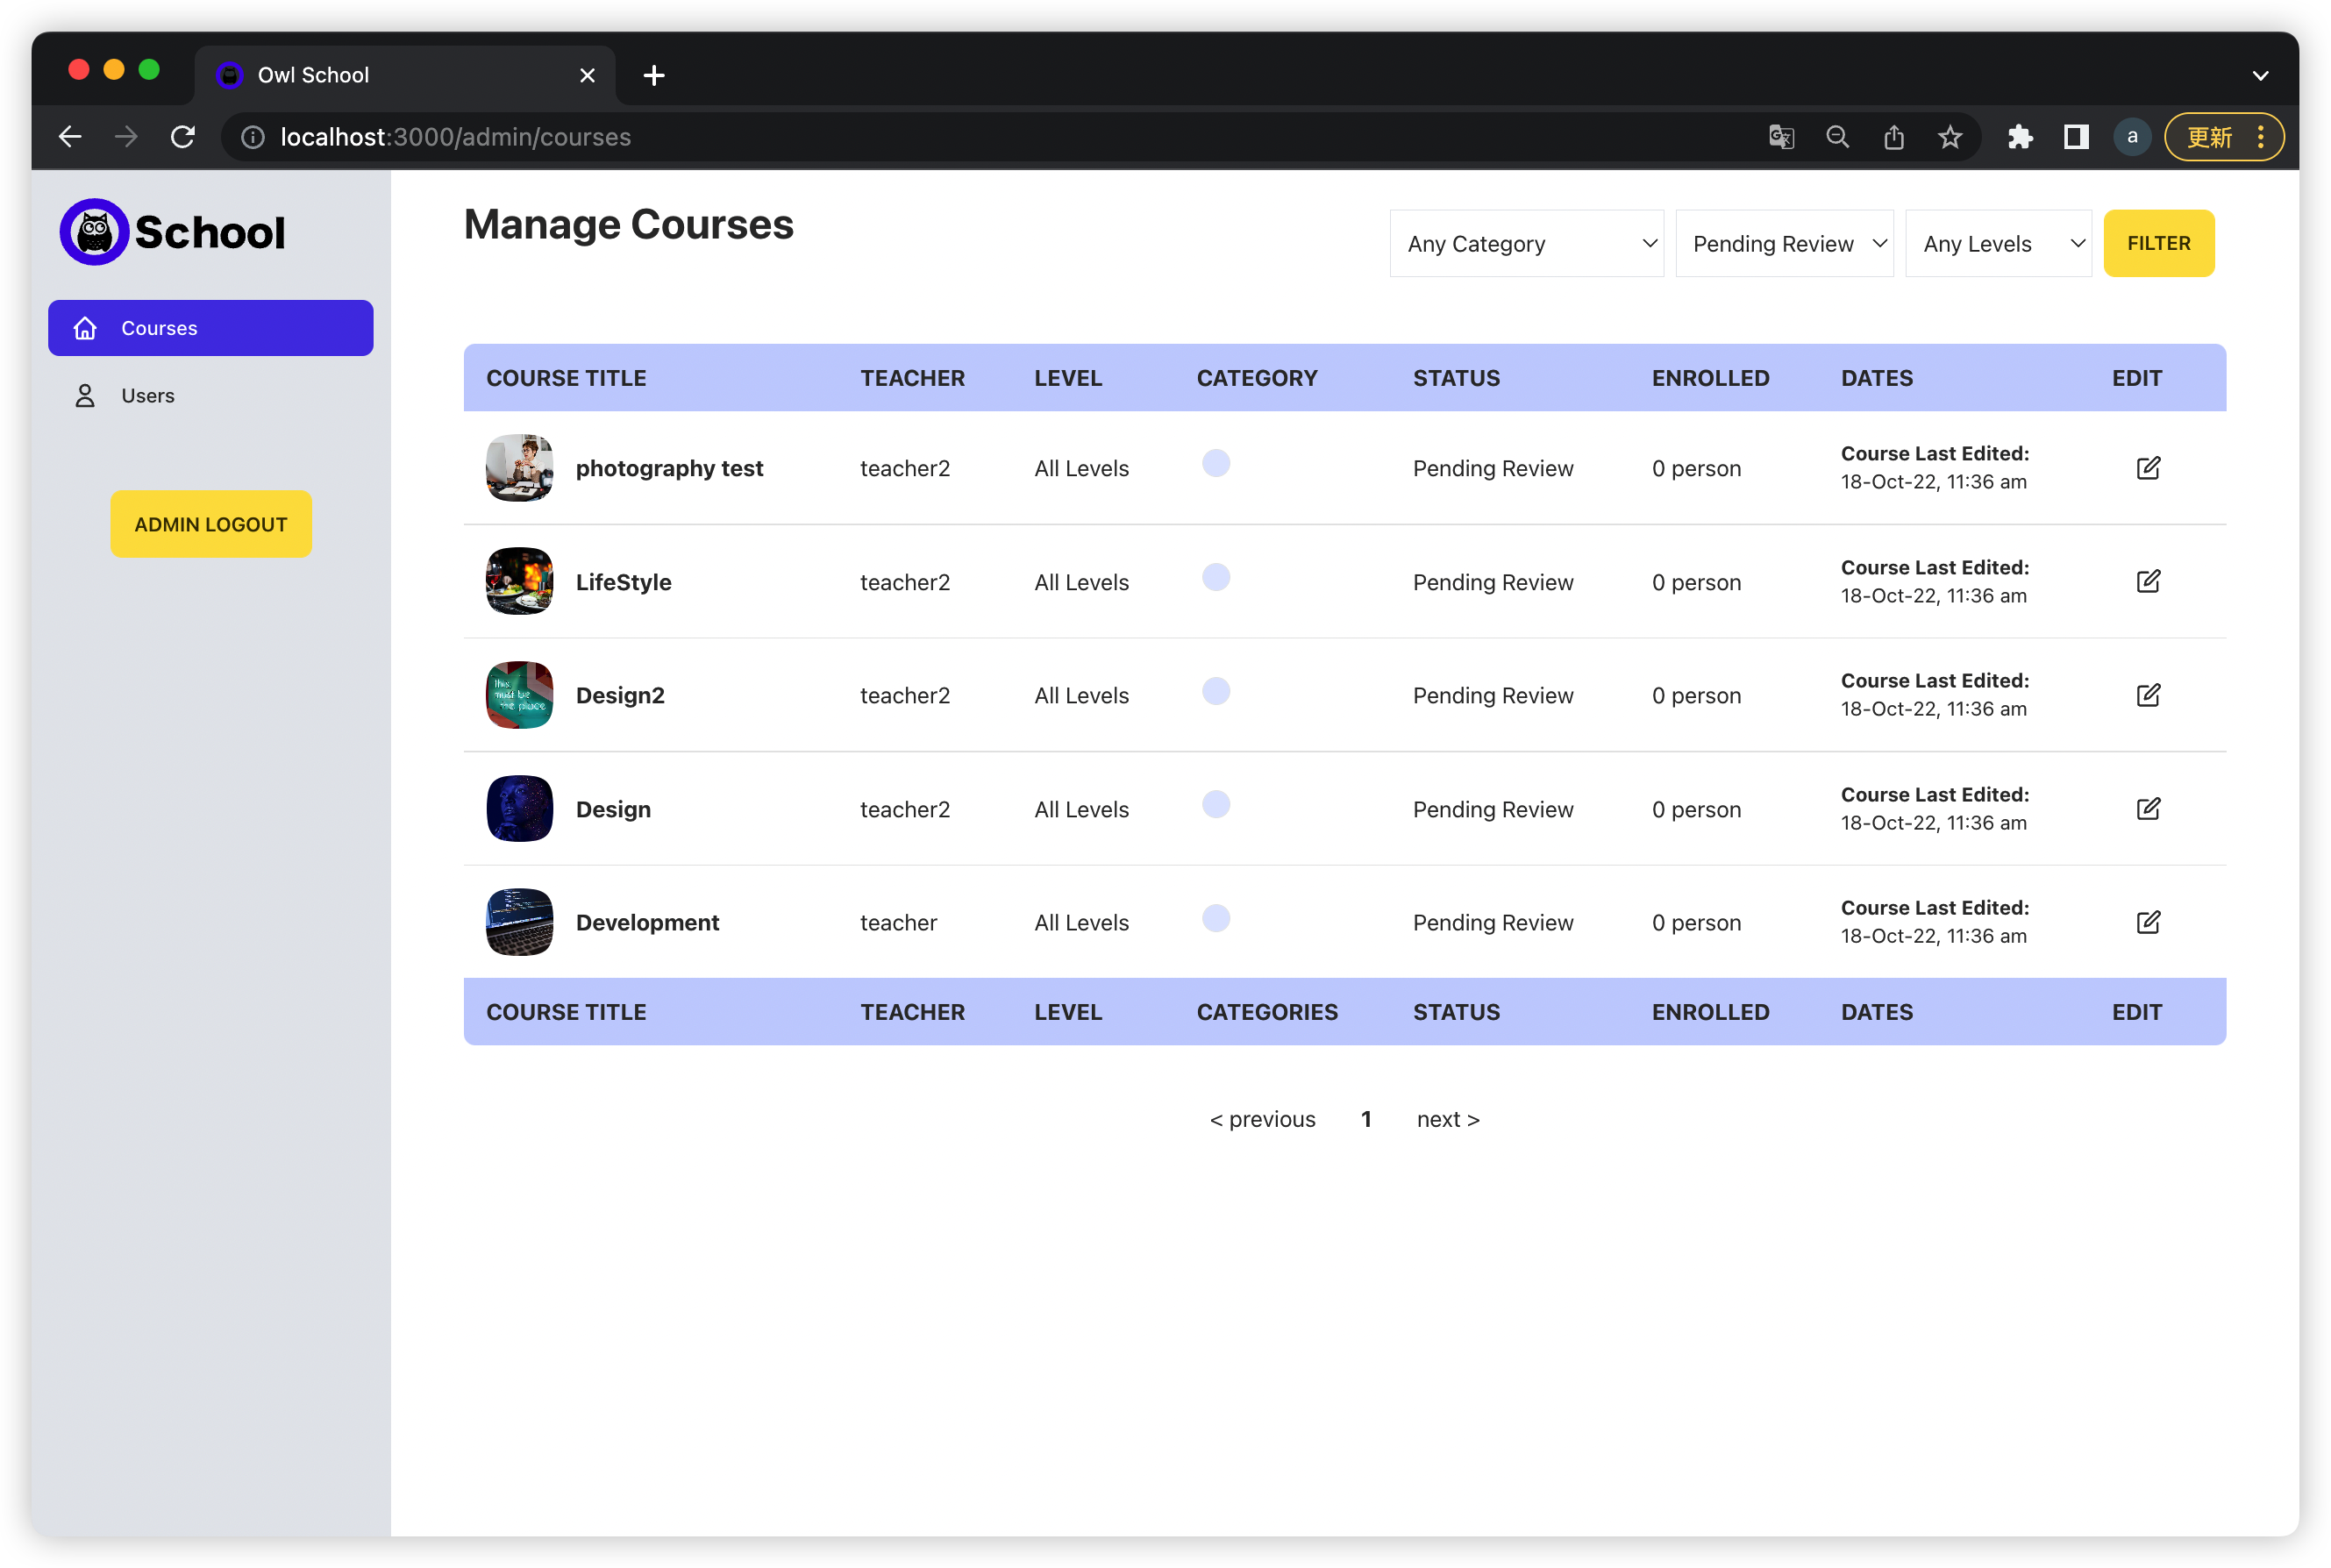 Owl School
localhost:3000/admin/courses
a
更新
School
Manage Courses
Any Category
Pending Review
Any Levels
FILTER
Courses
Users
ADMIN LOGOUT
COURSE TITLE TEACHER LEVEL CATEGORY STATUS ENROLLED DATES EDIT
photography test teacher2 All Levels Pending Review 0 person Course Last Edited:
18-Oct-22, 11:36 am
LifeStyle teacher2 All Levels Pending Review 0 person Course Last Edited:
18-Oct-22, 11:36 am
this
must be
the place
Design2 teacher2 All Levels Pending Review 0 person Course Last Edited:
18-Oct-22, 11:36 am
Design teacher2 All Levels Pending Review 0 person Course Last Edited:
18-Oct-22, 11:36 am
Development teacher All Levels Pending Review 0 person Course Last Edited:
18-Oct-22, 11:36 am
COURSE TITLE TEACHER LEVEL CATEGORIES STATUS ENROLLED DATES EDIT
< previous 1 next >